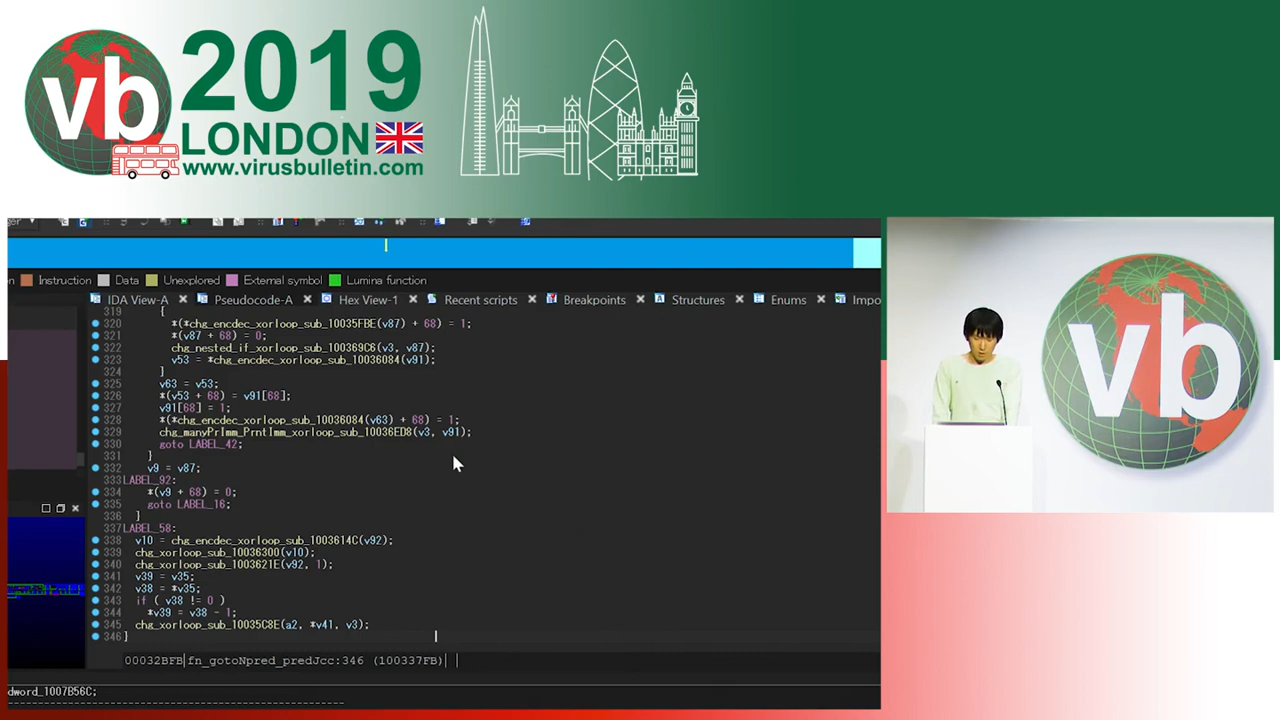 vb
2019
LONDON
www.virusbulletin.com
Instruction
Data
Unexplored
External symbol
Lumina function
IDA View-A
Pseudocode-A
Hex View-1
Recent scripts
Breakpoints
Structures
Enums
Impo
319 {
320 *(*chg_encdec_xorloop_sub_10035FBE(v87) + 68) = 1;
321 *(v87 + 68) = 0;
322 chg_nested_if_xorloop_sub_100369C6(v3, v87);
323 v53 = *chg_encdec_xorloop_sub_10036084(v91);
324 }
325 v63 = v53;
326 *(v53 + 68) = v91[68];
327 v91[68] = 1;
328 *(*chg_encdec_xorloop_sub_10036084(v63) + 68) = 1;
329 chg_manyPrImm_PrntImm_xorloop_sub_10036ED8(v3, v91);
330 goto LABEL_42;
331 }
332 v9 = v87;
333 LABEL_92:
334 *(v9 + 68) = 0;
335 goto LABEL_16;
336 }
337 LABEL_58:
338 v10 = chg_encdec_xorloop_sub_1003614C(v92);
339 chg_xorloop_sub_10036300(v10);
340 chg_xorloop_sub_1003621E(v92, 1);
341 v39 = v35;
342 v38 = *v35;
343 if ( v38 != 0 )
344 *v39 = v38 - 1;
345 chg_xorloop_sub_10035C8E(a2, *v41, v3);
346 }
00032BFB fn_gotoNpred_predJcc:346 (100337FB)
dword_1007B56C;
vb